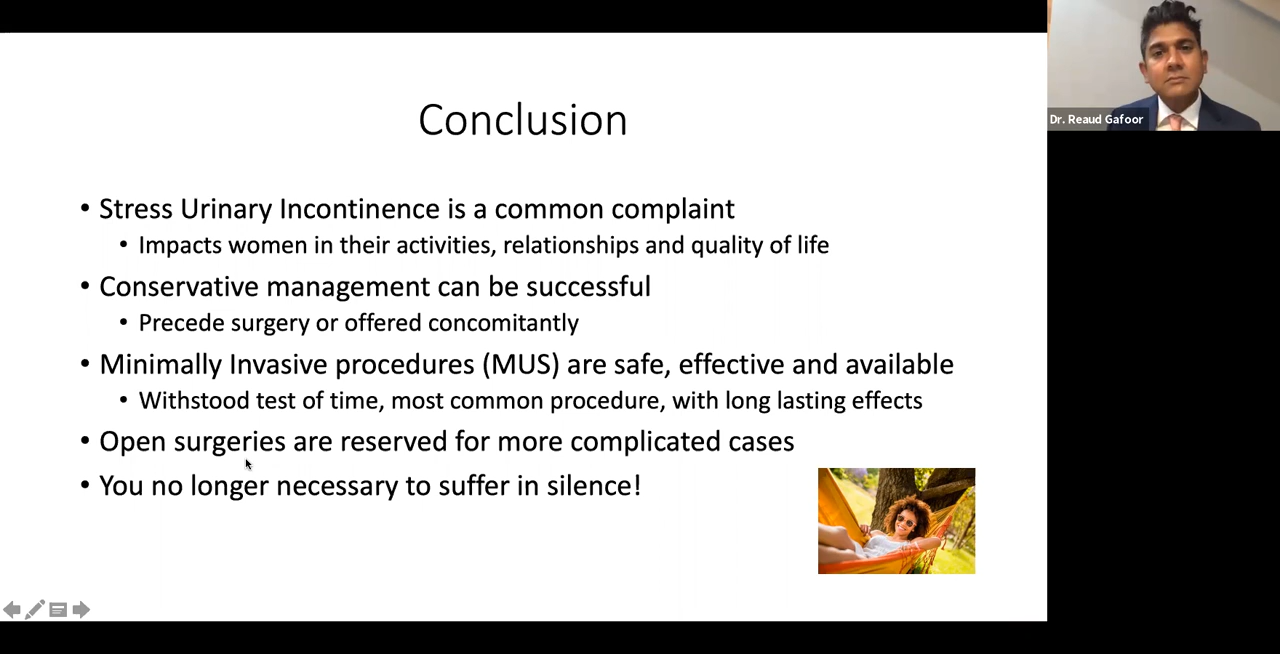 Conclusion
• Stress Urinary Incontinence is a common complaint
• Impacts women in their activities, relationships and quality of life
• Conservative management can be successful
• Precede surgery or offered concomitantly
• Minimally Invasive procedures (MUS) are safe, effective and available
• Withstood test of time, most common procedure, with long lasting effects
• Open surgeries are reserved for more complicated cases
• You no longer necessary to suffer in silence!
Dr. Reaud Gafoor